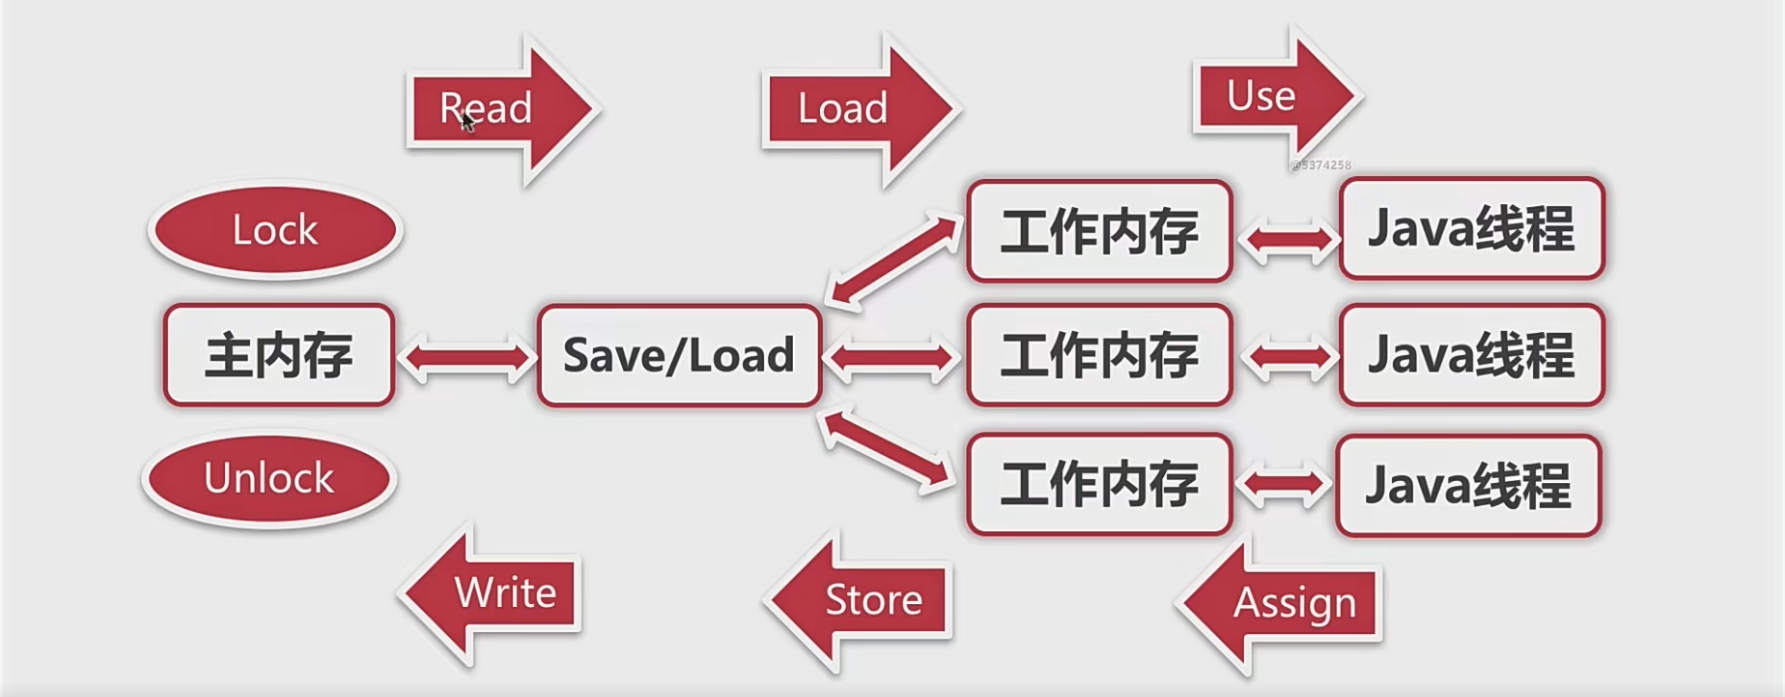 Read
Load
Use
@5374258
Lock
工作内存
Java线程
主内存
Save/Load
工作内存
Java线程
Unlock
工作内存
Java线程
Write
Store
Assign